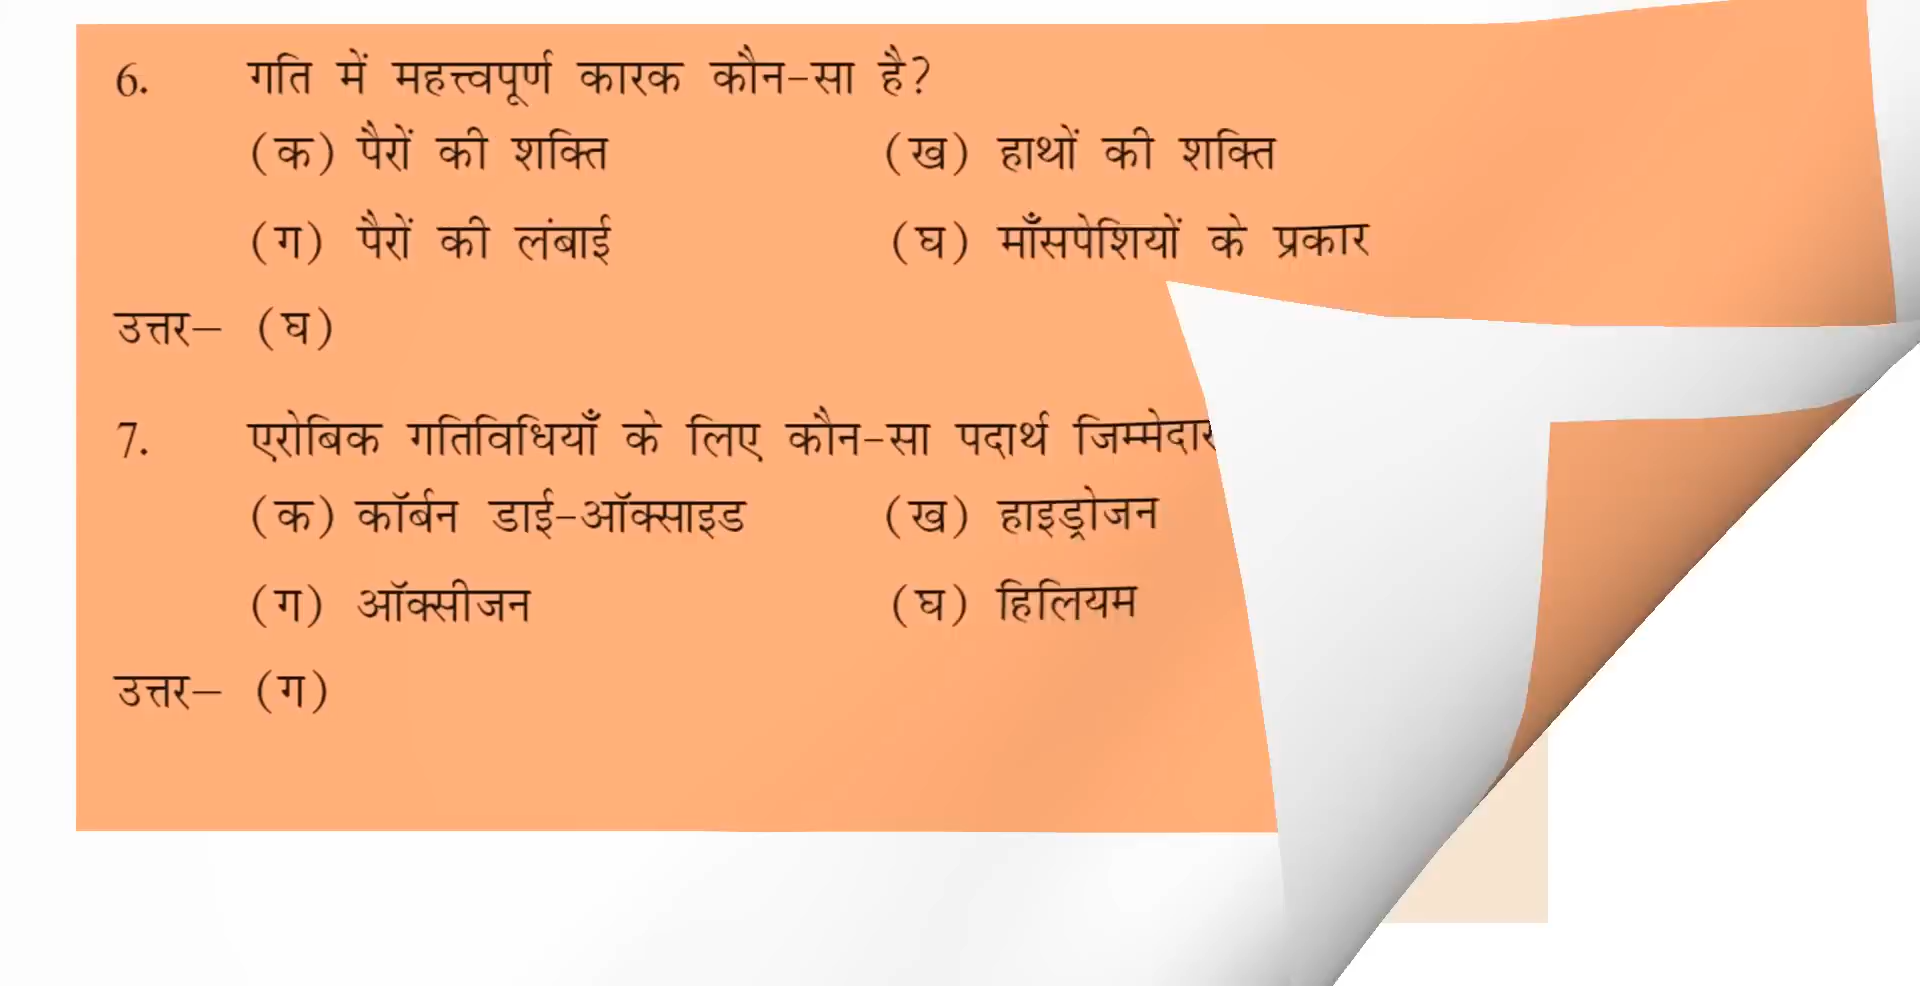 6. गति में महत्त्वपूर्ण कारक कौन-सा है?
(क) पैरों की शक्ति (ख) हाथों की शक्ति
(ग) पैरों की लंबाई (घ) माँसपेशियों के प्रकार
उत्तर– (घ)
7. एरोबिक गतिविधियाँ के लिए कौन-सा पदार्थ जिम्मेदार
(क) कॉर्बन डाई-ऑक्साइड (ख) हाइड्रोजन
(ग) ऑक्सीजन (घ) हिलियम
उत्तर– (ग)